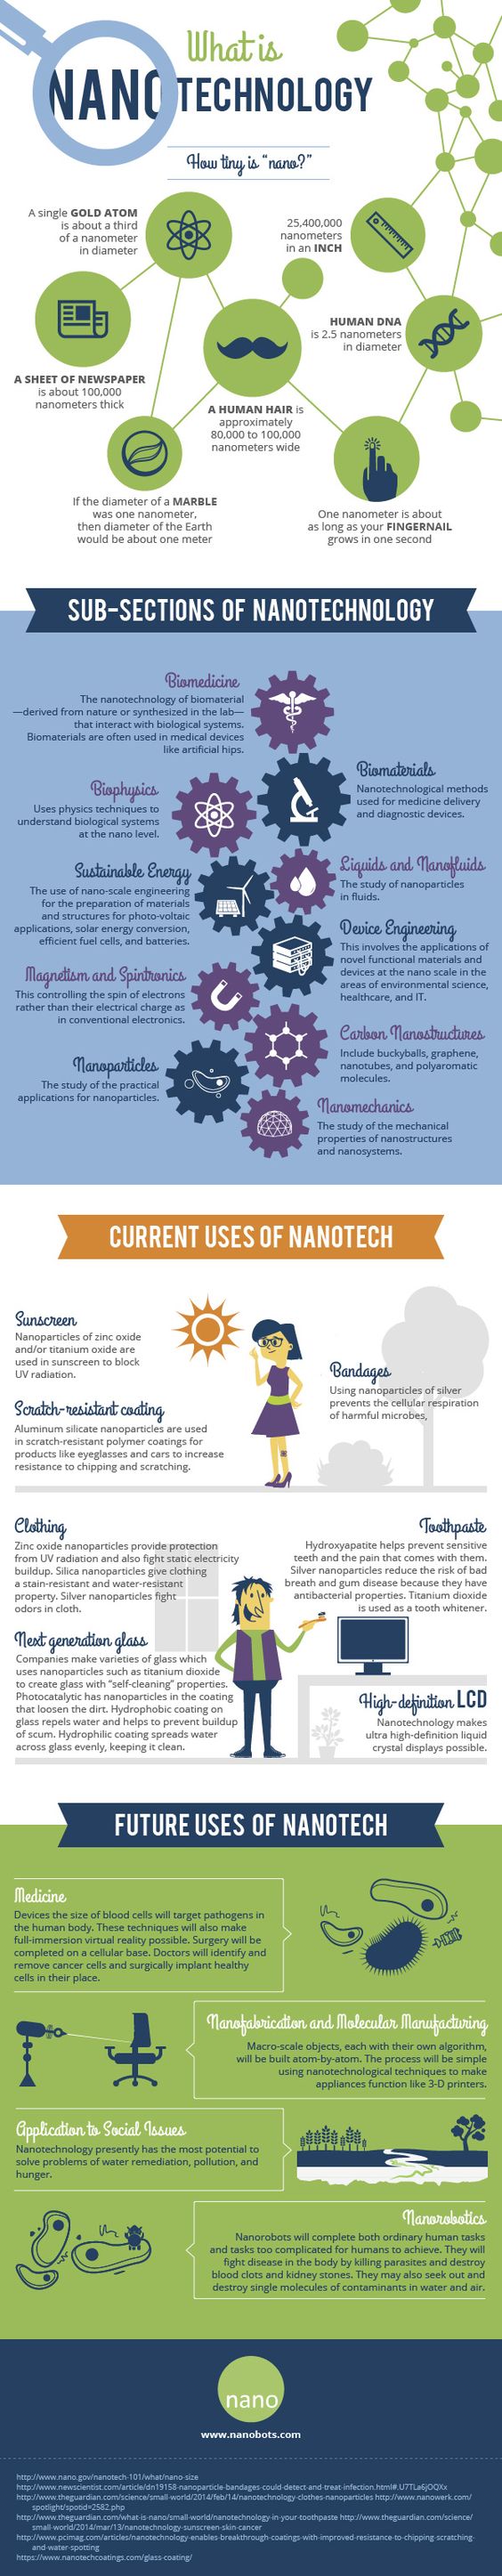 What is
NANOTECHNOLOGY
How tiny is "nano?"
A single GOLD ATOM
is about a third
of a nanometer
in diameter
25,400,000
nanometers
in an INCH
HUMAN DNA
is 2.5 nanometers
in diameter
A SHEET OF NEWSPAPER
is about 100,000
nanometers thick
A HUMAN HAIR is
approximately
80,000 to 100,000
nanometers wide
If the diameter of a MARBLE
was one nanometer,
then diameter of the Earth
would be about one meter
One nanometer is about
as long as your FINGERNAIL
grows in one second
SUB-SECTIONS OF NANOTECHNOLOGY
Biomedicine
The nanotechnology of biomaterial
—derived from nature or synthesized in the lab—
that interact with biological systems.
Biomaterials are often used in medical devices
like artificial hips.
Biomaterials
Nanotechnological methods
used for medicine delivery
and diagnostic devices.
Biophysics
Uses physics techniques to
understand biological systems
at the nano level.
Liquids and Nanofluids
The study of nanoparticles
in fluids.
Sustainable Energy
The use of nano-scale engineering
for the preparation of materials
and structures for photo-voltaic
applications, solar energy conversion,
efficient fuel cells, and batteries.
Device Engineering
This involves the applications of
novel functional materials and
devices at the nano scale in the
areas of environmental science,
healthcare, and IT.
Magnetism and Spintronics
This controlling the spin of electrons
rather than their electrical charge as
in conventional electronics.
Carbon Nanostructures
Include buckyballs, graphene,
nanotubes, and polyaromatic
molecules.
Nanoparticles
The study of the practical
applications for nanoparticles.
Nanomechanics
The study of the mechanical
properties of nanostructures
and nanosystems.
CURRENT USES OF NANOTECH
Sunscreen
Nanoparticles of zinc oxide
and/or titanium oxide are
used in sunscreen to block
UV radiation.
Bandages
Using nanoparticles of silver
prevents the cellular respiration
of harmful microbes,
Scratch-resistant coating
Aluminum silicate nanoparticles are used
in scratch-resistant polymer coatings for
products like eyeglasses and cars to increase
resistance to chipping and scratching.
Clothing
Zinc oxide nanoparticles provide protection
from UV radiation and also fight static electricity
buildup. Silica nanoparticles give clothing
a stain-resistant and water-resistant
property. Silver nanoparticles fight
odors in cloth.
Toothpaste
Hydroxyapatite helps prevent sensitive
teeth and the pain that comes with them.
Silver nanoparticles reduce the risk of bad
breath and gum disease because they have
antibacterial properties. Titanium dioxide
is used as a tooth whitener.
Next generation glass
Companies make varieties of glass which
uses nanoparticles such as titanium dioxide
to create glass with "self-cleaning" properties.
Photocatalytic has nanoparticles in the coating
that loosen the dirt. Hydrophobic coating on
glass repels water and helps to prevent buildup
of scum. Hydrophilic coating spreads water
across glass evenly, keeping it clean.
High-definition LCD
Nanotechnology makes
ultra high-definition liquid
crystal displays possible.
FUTURE USES OF NANOTECH
Medicine
Devices the size of blood cells will target pathogens in
the human body. These techniques will also make
full-immersion virtual reality possible. Surgery will be
completed on a cellular base. Doctors will identify and
remove cancer cells and surgically implant healthy
cells in their place.
Nanofabrication and Molecular Manufacturing
Macro-scale objects, each with their own algorithm,
will be built atom-by-atom. The process will be simple
using nanotechnological techniques to make
appliances function like 3-D printers.
Application to Social Issues
Nanotechnology presently has the most potential to
solve problems of water remediation, pollution, and
hunger.
Nanorobotics
Nanorobots will complete both ordinary human tasks
and tasks too complicated for humans to achieve. They will
fight disease in the body by killing parasites and destroy
blood clots and kidney stones. They may also seek out and
destroy single molecules of contaminants in water and air.
nano
www.nanobots.com
http://www.nano.gov/nanotech-101/what/nano-size
http://www.newscientist.com/article/dn19158-nanoparticle-bandages-could-detect-and-treat-infection.html#.U7TLa6jOQXx
http://www.theguardian.com/science/small-world/2014/feb/14/nanotechnology-clothes-nanoparticles http://www.nanowerk.com/
spotlight/spotid=2582.php
http://www.theguardian.com/what-is-nano/small-world/nanotechnology-in-your-toothpaste http://www.theguardian.com/science/
small-world/2014/mar/13/nanotechnology-sunscreen-skin-cancer
http://www.pcimag.com/articles/nanotechnology-enables-breakthrough-coatings-with-improved-resistance-to-chipping-scratching-
and-water-spotting
https://www.nanotechcoatings.com/glass-coating/